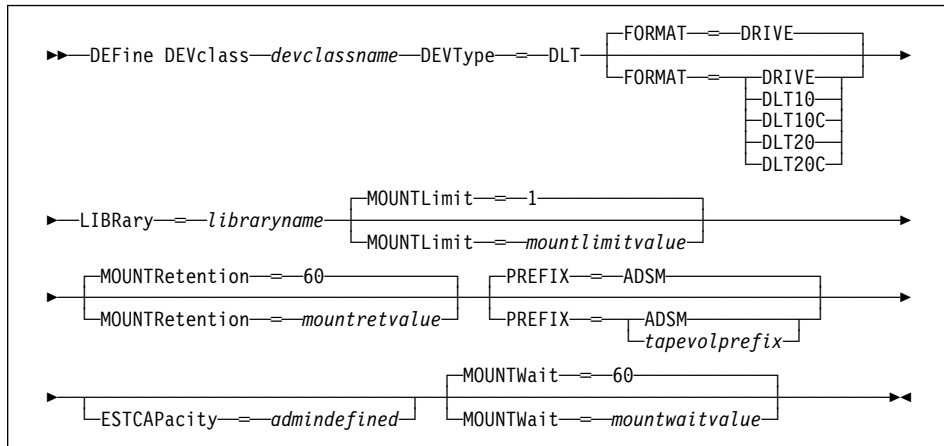 FORMAT = DRIVE
DEFine DEVclass devclassname DEVType = DLT
FORMAT = DRIVE
DLT10
DLT10C
DLT20
DLT20C
MOUNTLimit = 1
LIBRary = libraryname
MOUNTLimit = mountlimitvalue
MOUNTRetention = 60 PREFIX = ADSM
MOUNTRetention = mountretvalue PREFIX = ADSM
tapevolprefix
MOUNTWait = 60
ESTCAPacity = admindefined MOUNTWait = mountwaitvalue